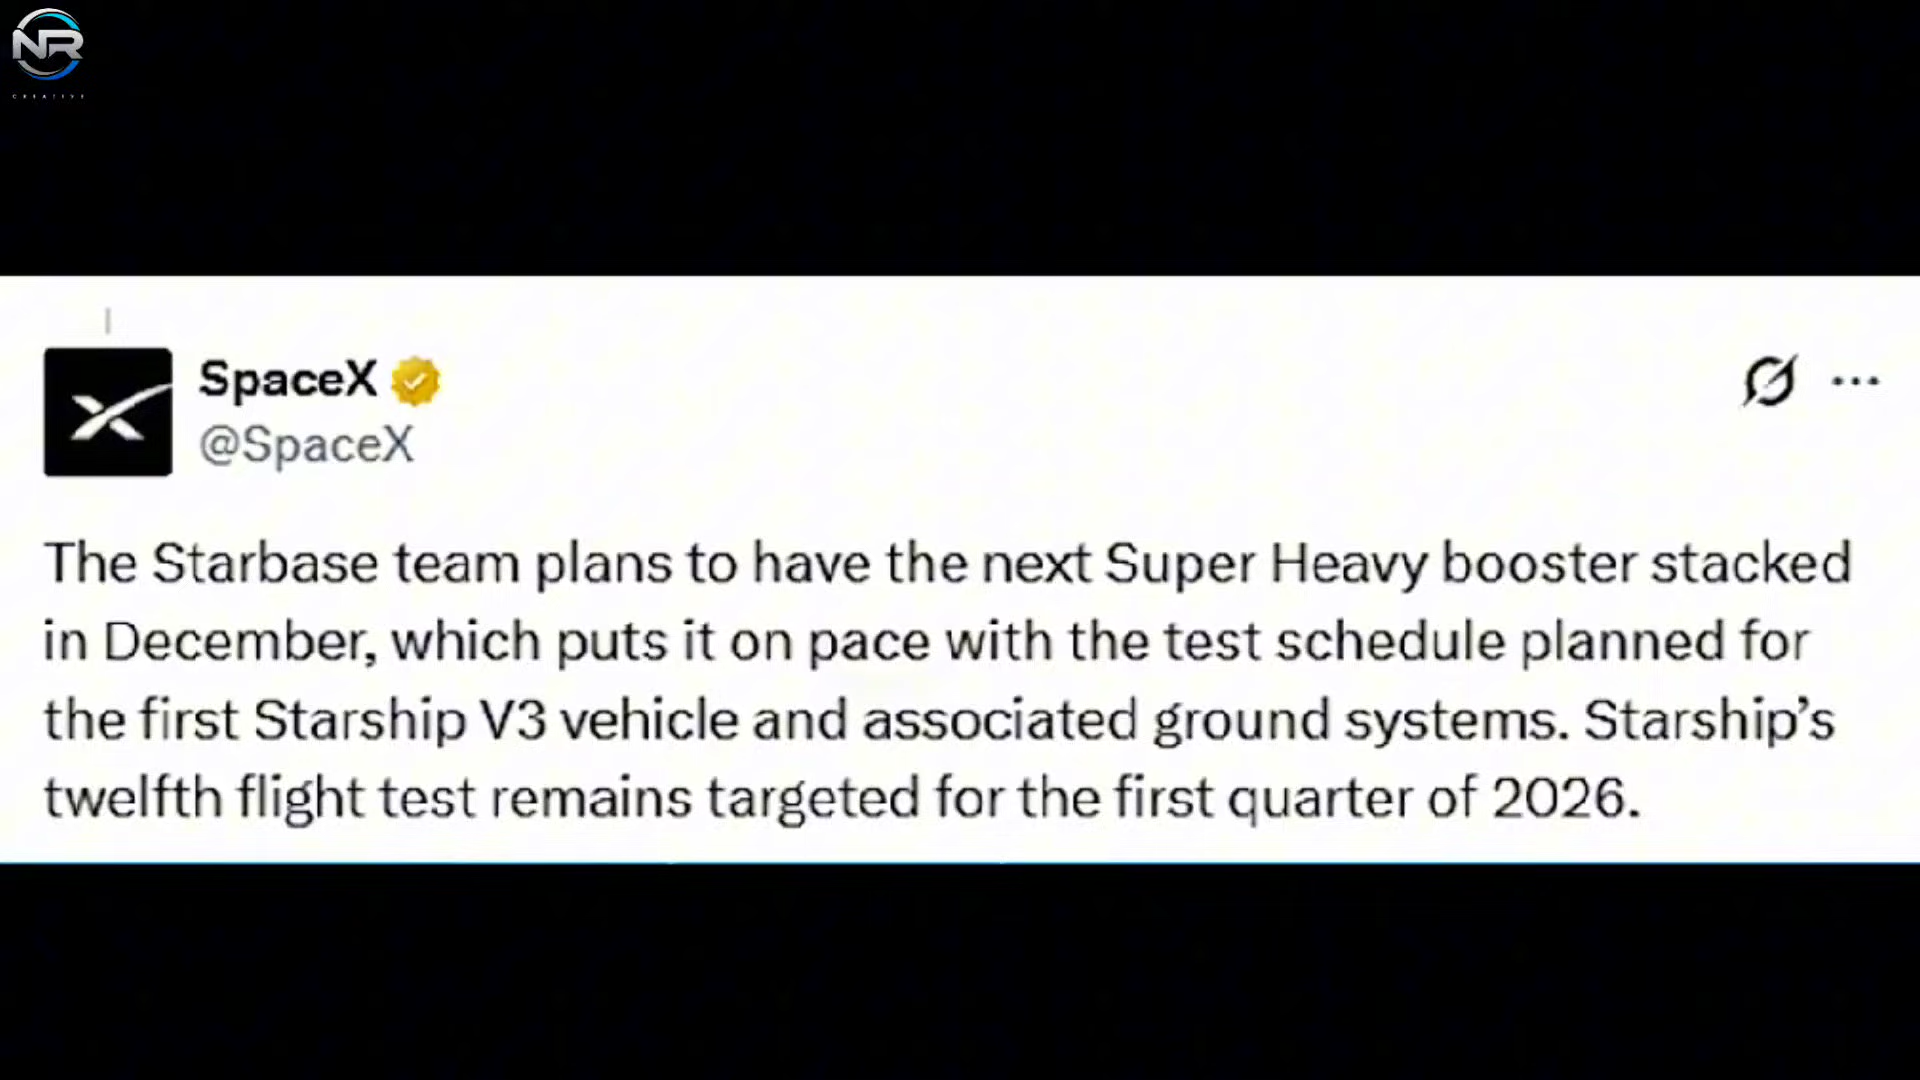 NR
CREATIVE
SpaceX
@SpaceX
The Starbase team plans to have the next Super Heavy booster stacked
in December, which puts it on pace with the test schedule planned for
the first Starship V3 vehicle and associated ground systems. Starship’s
twelfth flight test remains targeted for the first quarter of 2026.